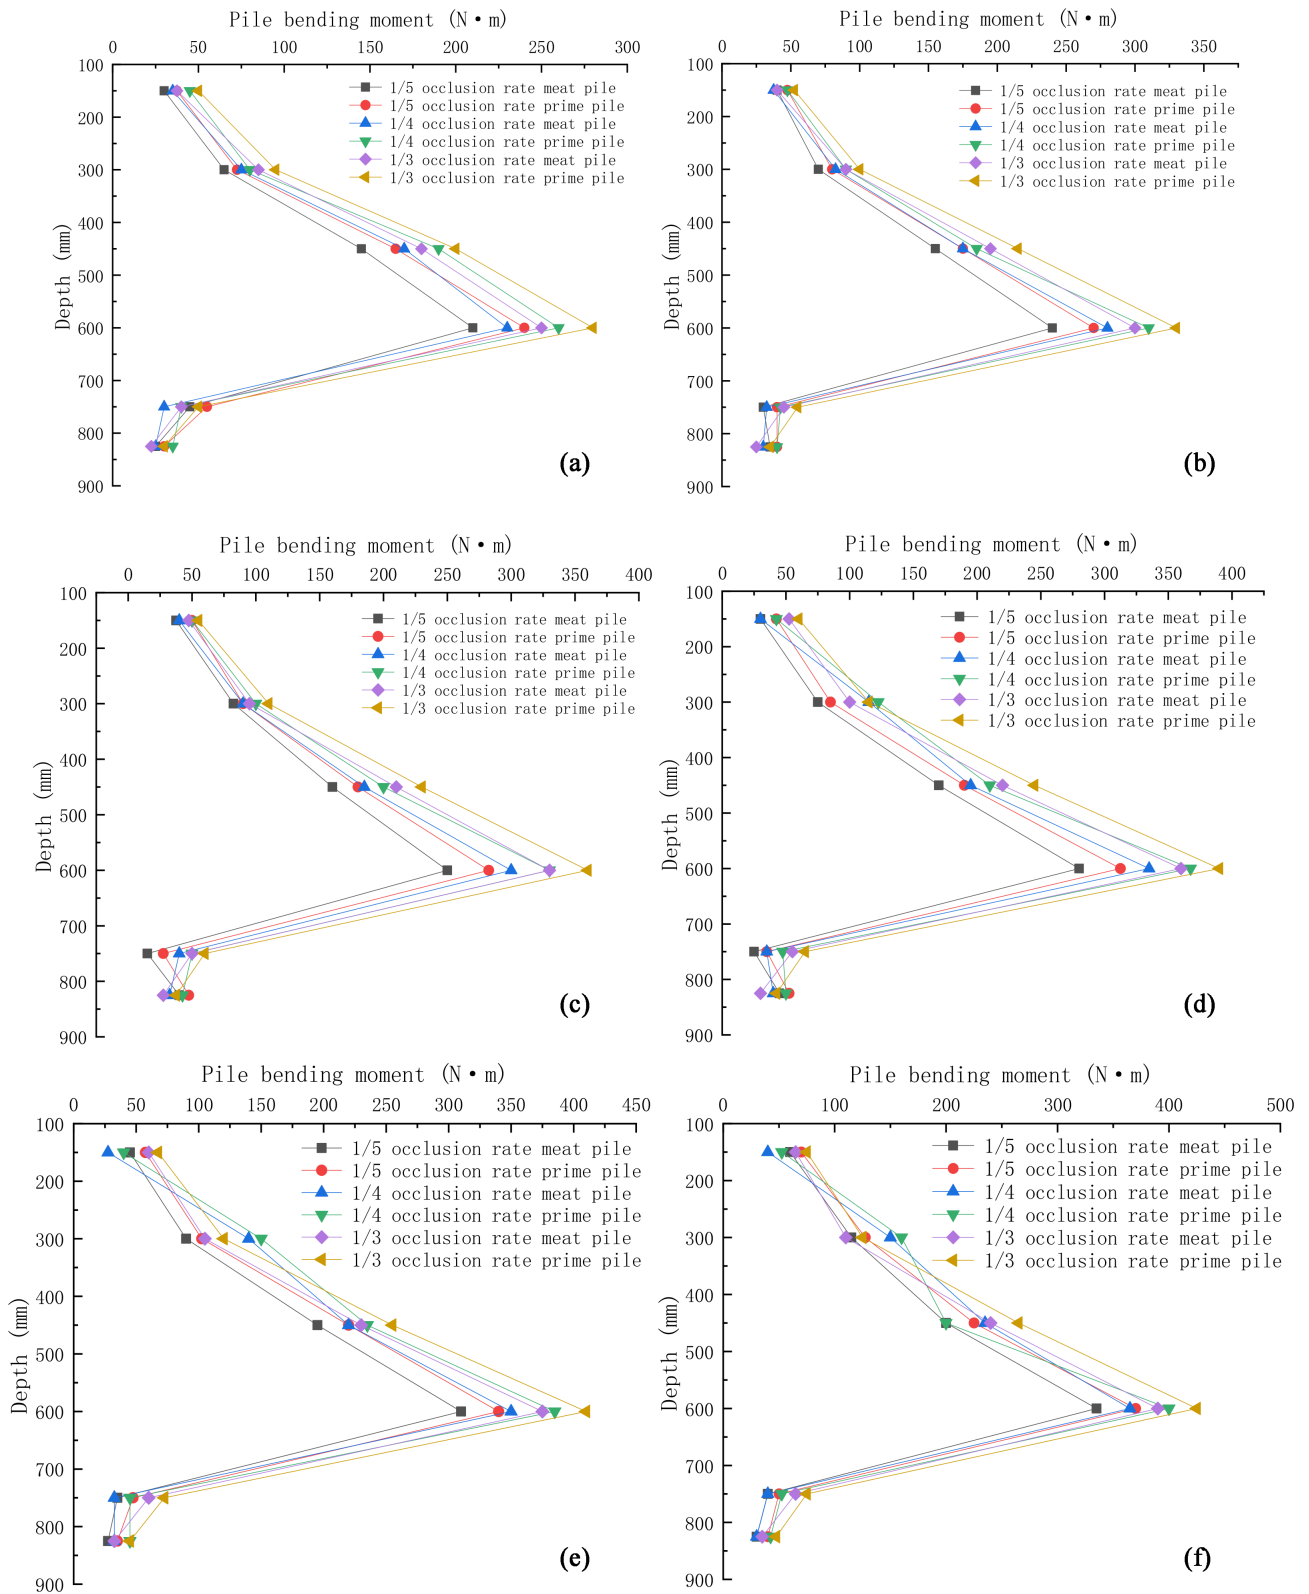 Pile bending moment (N·m)
0 50 100 150 200 250 300
100
200
300
400
500
600
700
800
900
Depth (mm)
1/5 occlusion rate meat pile
1/5 occlusion rate prime pile
1/4 occlusion rate meat pile
1/4 occlusion rate prime pile
1/3 occlusion rate meat pile
1/3 occlusion rate prime pile
(a)
Pile bending moment (N·m)
0 50 100 150 200 250 300 350
100
200
300
400
500
600
700
800
900
Depth (mm)
1/5 occlusion rate meat pile
1/5 occlusion rate prime pile
1/4 occlusion rate meat pile
1/4 occlusion rate prime pile
1/3 occlusion rate meat pile
1/3 occlusion rate prime pile
(b)
Pile bending moment (N·m)
0 50 100 150 200 250 300 350 400
100
200
300
400
500
600
700
800
900
Depth (mm)
1/5 occlusion rate meat pile
1/5 occlusion rate prime pile
1/4 occlusion rate meat pile
1/4 occlusion rate prime pile
1/3 occlusion rate meat pile
1/3 occlusion rate prime pile
(c)
Pile bending moment (N·m)
0 50 100 150 200 250 300 350 400
100
200
300
400
500
600
700
800
900
Depth (mm)
1/5 occlusion rate meat pile
1/5 occlusion rate prime pile
1/4 occlusion rate meat pile
1/4 occlusion rate prime pile
1/3 occlusion rate meat pile
1/3 occlusion rate prime pile
(d)
Pile bending moment (N·m)
0 50 100 150 200 250 300 350 400 450
100
200
300
400
500
600
700
800
900
Depth (mm)
1/5 occlusion rate meat pile
1/5 occlusion rate prime pile
1/4 occlusion rate meat pile
1/4 occlusion rate prime pile
1/3 occlusion rate meat pile
1/3 occlusion rate prime pile
(e)
Pile bending moment (N·m)
0 100 200 300 400 500
100
200
300
400
500
600
700
800
900
Depth (mm)
1/5 occlusion rate meat pile
1/5 occlusion rate prime pile
1/4 occlusion rate meat pile
1/4 occlusion rate prime pile
1/3 occlusion rate meat pile
1/3 occlusion rate prime pile
(f)